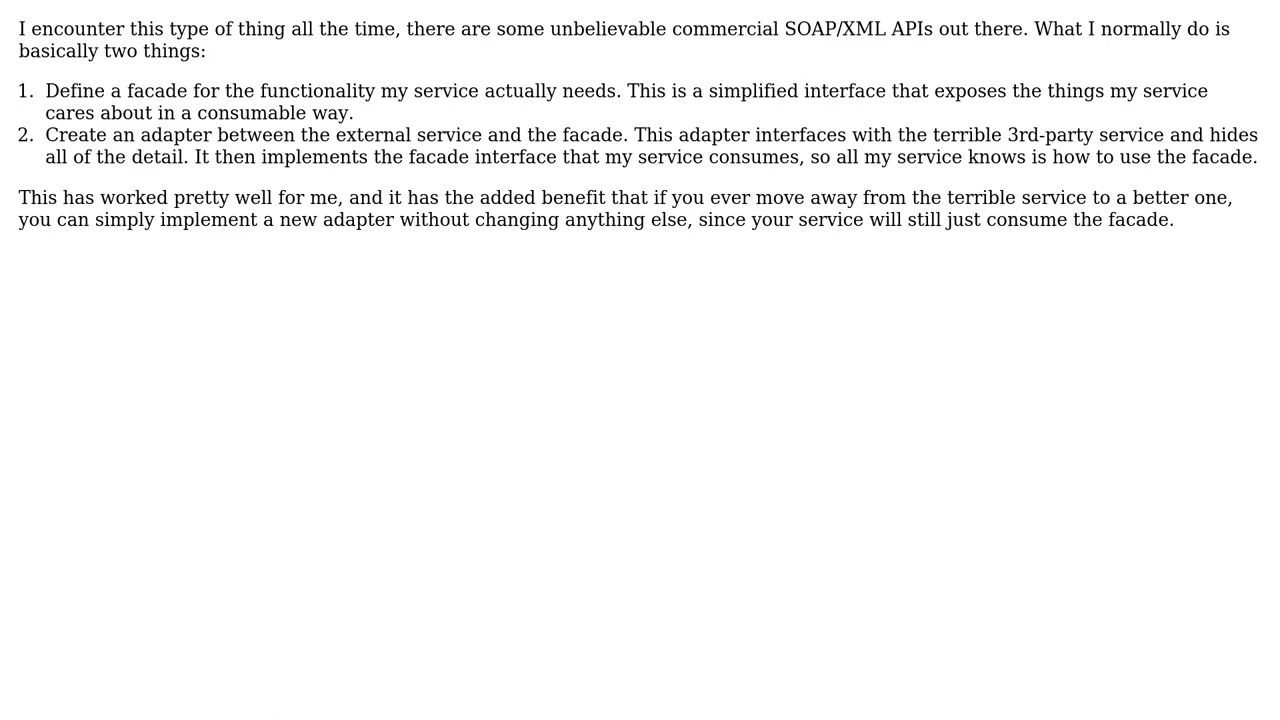 I encounter this type of thing all the time, there are some unbelievable commercial SOAP/XML APIs out there. What I normally do is
basically two things:
1. Define a facade for the functionality my service actually needs. This is a simplified interface that exposes the things my service
cares about in a consumable way.
2. Create an adapter between the external service and the facade. This adapter interfaces with the terrible 3rd-party service and hides
all of the detail. It then implements the facade interface that my service consumes, so all my service knows is how to use the facade.
This has worked pretty well for me, and it has the added benefit that if you ever move away from the terrible service to a better one,
you can simply implement a new adapter without changing anything else, since your service will still just consume the facade.